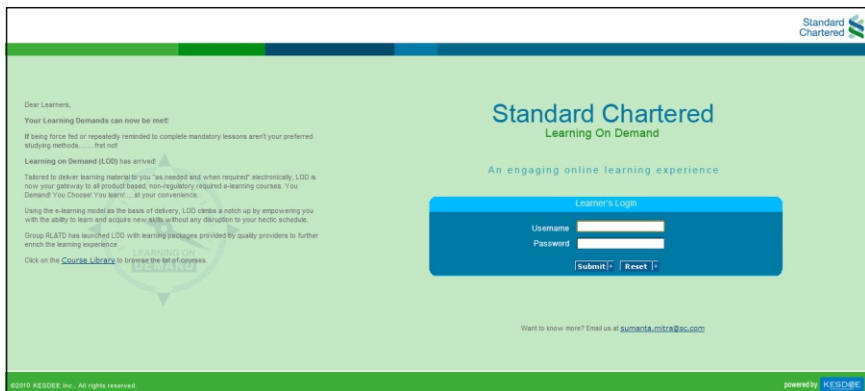 Standard
Chartered
Dear Learners,
Your Learning Demands can now be met!
If being force fed or repeatedly reminded to complete mandatory lessons aren't your preferred
studying methods........fret not!
Learning on Demand (LOD) has arrived!
Tailored to deliver learning material to you "as needed and when required" electronically, LOD is
now your gateway to all product based, non-regulatory required e-learning courses. You
Demand! You Choose! You learn!.....at your convenience.
Using the e-learning model as the basis of delivery, LOD climbs a notch up by empowering you
with the ability to learn and acquire new skills without any disruption to your hectic schedule.
Group RL&TD has launched LOD with learning packages provided by quality providers to further
enrich the learning experience.
LEARNING ON
DEMAND
Click on the Course Library to browse the list of courses.
Standard Chartered
Learning On Demand
An engaging online learning experience
Learner's Login
Username
Password
Submit
Reset
Want to know more? Email us at sumanta.mitra@sc.com
©2010 KESDEE Inc., All rights reserved.
powered by KESDEE